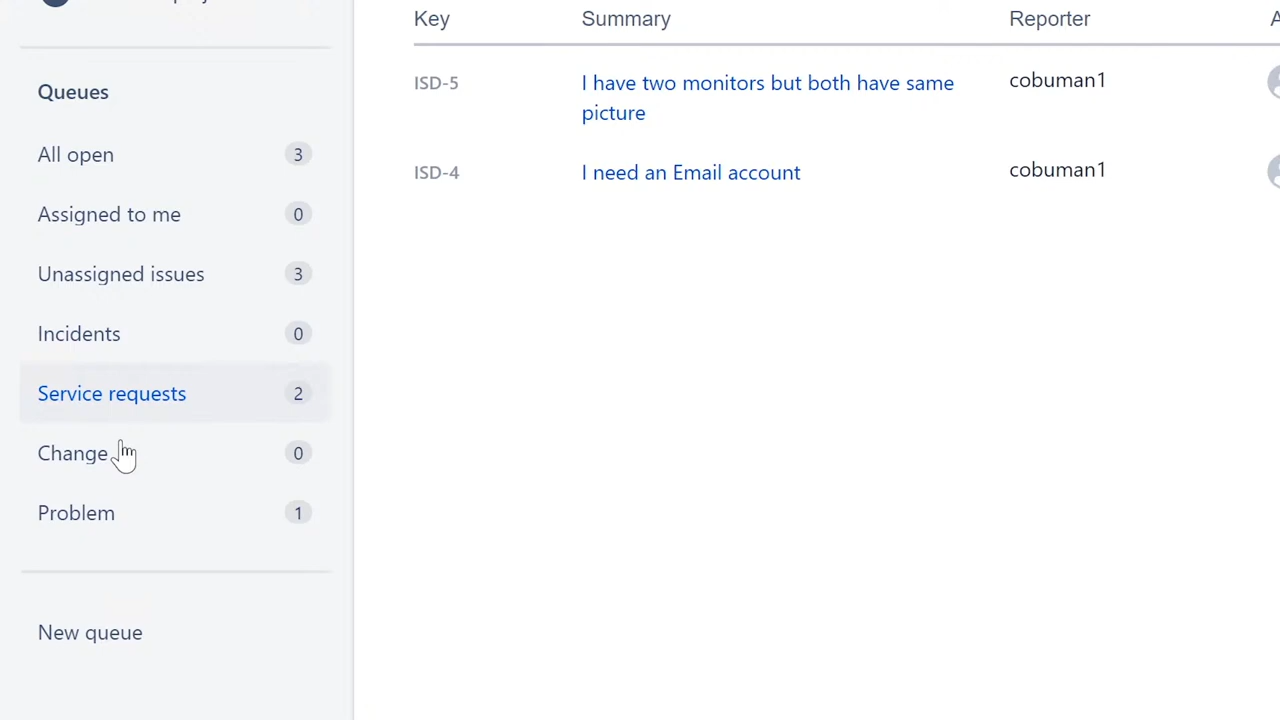 Queues
All open 3
Assigned to me 0
Unassigned issues 3
Incidents 0
Service requests 2
Change 0
Problem 1
New queue
Key Summary Reporter
ISD-5 I have two monitors but both have same cobuman1
picture
ISD-4 I need an Email account cobuman1